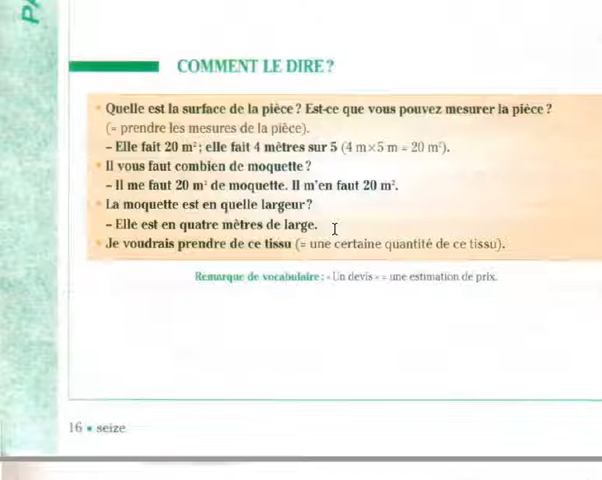 PA
COMMENT LE DIRE?
• Quelle est la surface de la pièce? Est-ce que vous pouvez mesurer la pièce?
(= prendre les mesures de la pièce).
– Elle fait 20 m²; elle fait 4 mètres sur 5 (4 m×5 m = 20 m²).
• Il vous faut combien de moquette?
– Il me faut 20 m² de moquette. Il m'en faut 20 m².
• La moquette est en quelle largeur?
– Elle est en quatre mètres de large.
• Je voudrais prendre de ce tissu (= une certaine quantité de ce tissu).
Remarque de vocabulaire: «Un devis» = une estimation de prix.
16 • seize